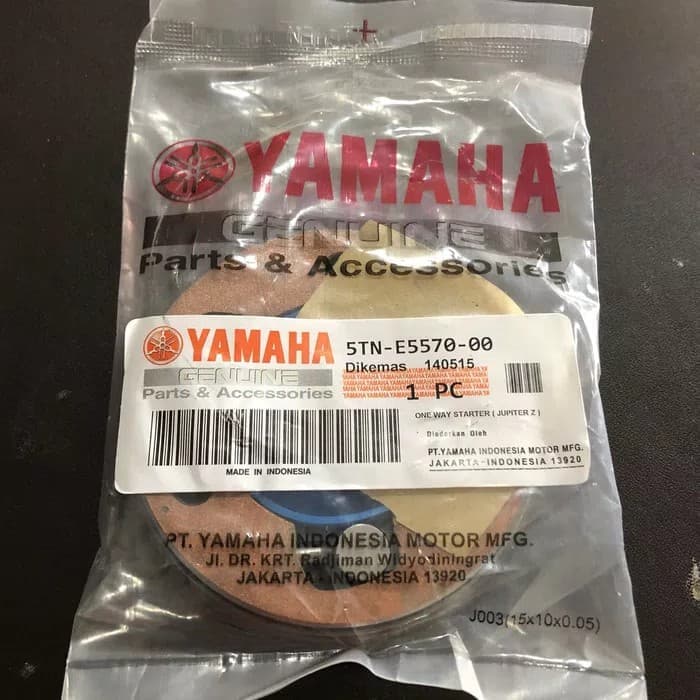 YAMAHA
GENUINE
Parts & Accessories
YAMAHA
GENUINE
Parts & Accessories
MADE IN INDONESIA
5TN-E5570-00
Dikemas 140515
1 PC
ONE WAY STARTER ( JUPITER Z )
Diedarkan Oleh
PT.YAMAHA INDONESIA MOTOR MFG.
JAKARTA-INDONESIA 13920
PT. YAMAHA INDONESIA MOTOR MFG.
Jl. DR. KRT. Radjiman Widyodiningrat
JAKARTA - INDONESIA 13920
J003(15x10x0.05)